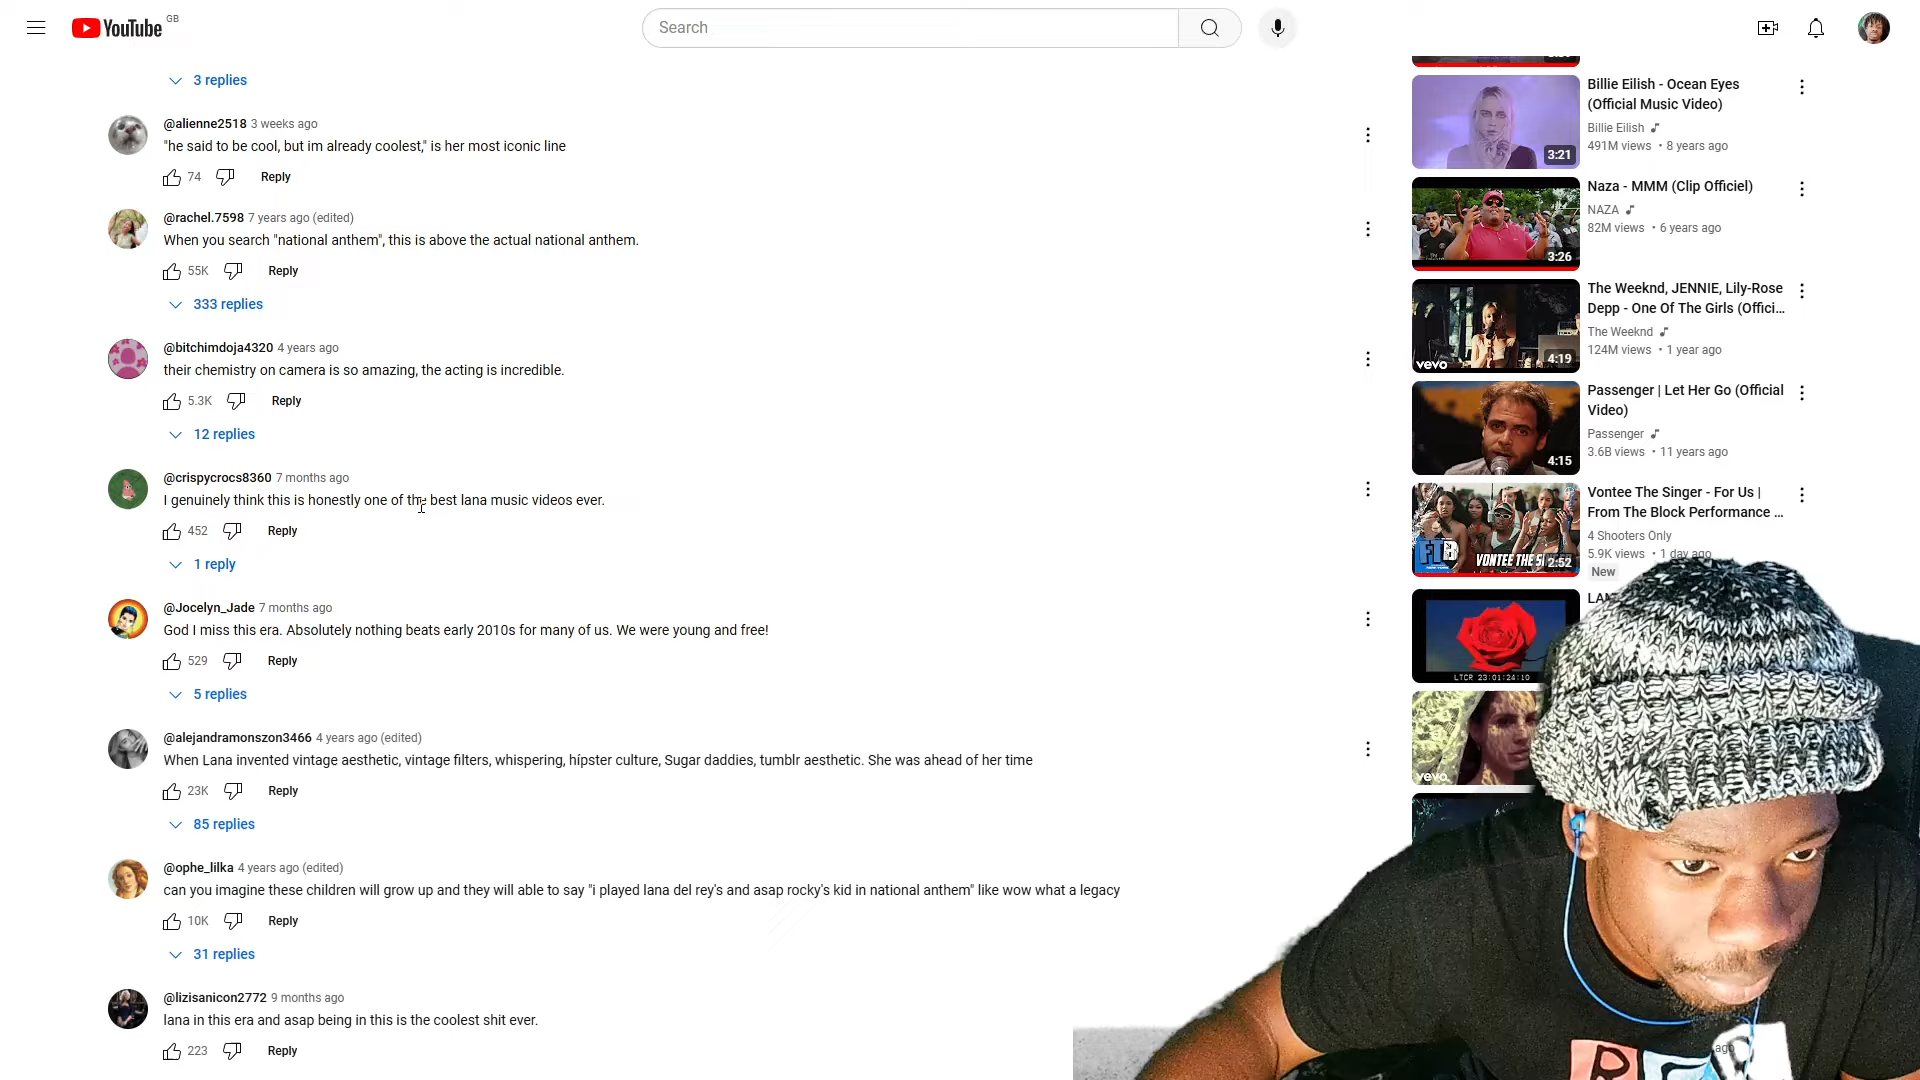 YouTube GB
Search
3 replies
@alienne2518 3 weeks ago
"he said to be cool, but im already coolest," is her most iconic line
74 Reply
@rachel.7598 7 years ago (edited)
When you search "national anthem", this is above the actual national anthem.
55K Reply
333 replies
@bitchimdoja4320 4 years ago
their chemistry on camera is so amazing, the acting is incredible.
5.3K Reply
12 replies
@crispycrocs8360 7 months ago
I genuinely think this is honestly one of the best lana music videos ever.
452 Reply
1 reply
@Jocelyn_Jade 7 months ago
God I miss this era. Absolutely nothing beats early 2010s for many of us. We were young and free!
529 Reply
5 replies
@alejandramonszon3466 4 years ago (edited)
When Lana invented vintage aesthetic, vintage filters, whispering, hípster culture, Sugar daddies, tumblr aesthetic. She was ahead of her time
23K Reply
85 replies
@ophe_lilka 4 years ago (edited)
can you imagine these children will grow up and they will able to say "i played lana del rey's and asap rocky's kid in national anthem" like wow what a legacy
10K Reply
31 replies
@lizisanicon2772 9 months ago
lana in this era and asap being in this is the coolest shit ever.
223 Reply
Billie Eilish - Ocean Eyes
(Official Music Video)
Billie Eilish
491M views • 8 years ago
3:21
Naza - MMM (Clip Officiel)
NAZA
82M views • 6 years ago
3:26
The Weeknd, JENNIE, Lily-Rose
Depp - One Of The Girls (Offici...
The Weeknd
124M views • 1 year ago
4:19
vevo
Passenger | Let Her Go (Official
Video)
Passenger
3.6B views • 11 years ago
4:15
Vontee The Singer - For Us |
From The Block Performance ...
4 Shooters Only
5.9K views • 1 day ago
New
FTB
VONTEE THE SI
2:52
LTCR 23:01:24:10
vevo
ago